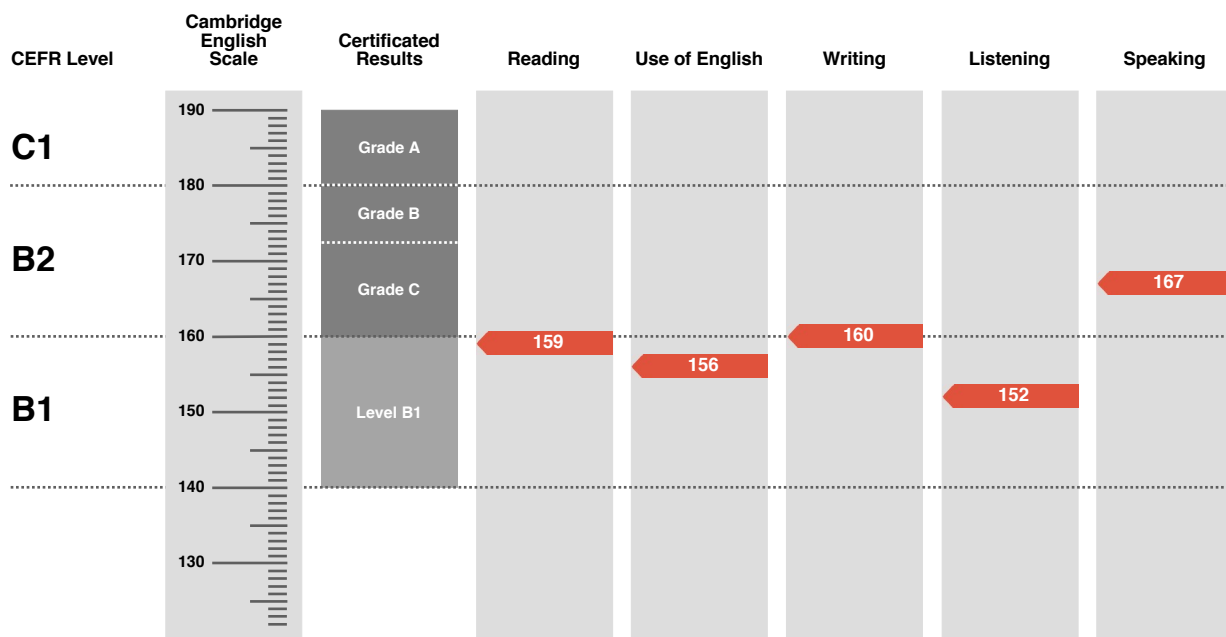 CEFR Level
Cambridge
English
Scale
Certificated
Results
Reading
Use of English
Writing
Listening
Speaking
190
C1
Grade A
180
Grade B
B2
170
Grade C
167
160
159
156
160
152
B1
150
Level B1
140
130